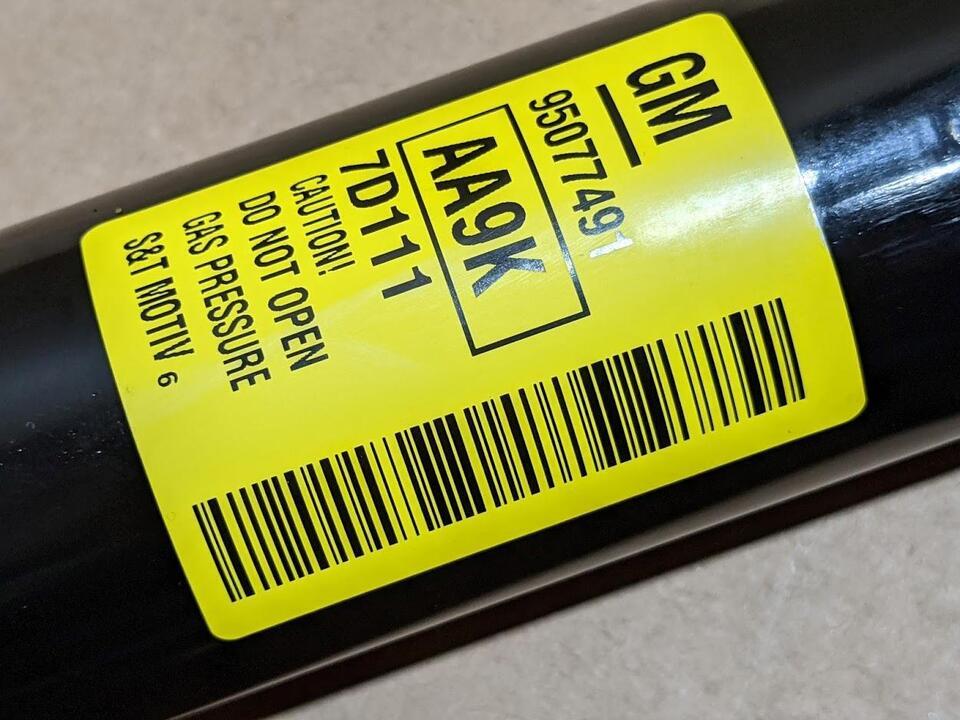 GM
95077491
AA9K
7D111
CAUTION!
DO NOT OPEN
GAS PRESSURE
S&T MOTIV 6